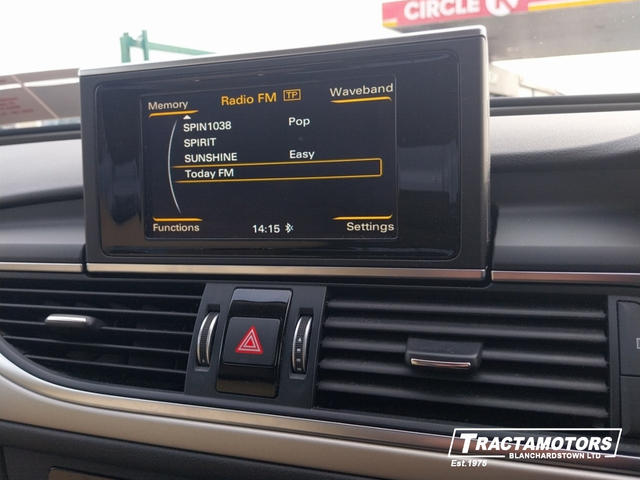 CIRCLE K
Memory
Radio FM TP
Waveband
SPIN1038 Pop
SPIRIT
SUNSHINE Easy
Today FM
Functions
14:15
Settings
TRACTAMOTORS
BLANCHARDSTOWN LTD
Est.1975